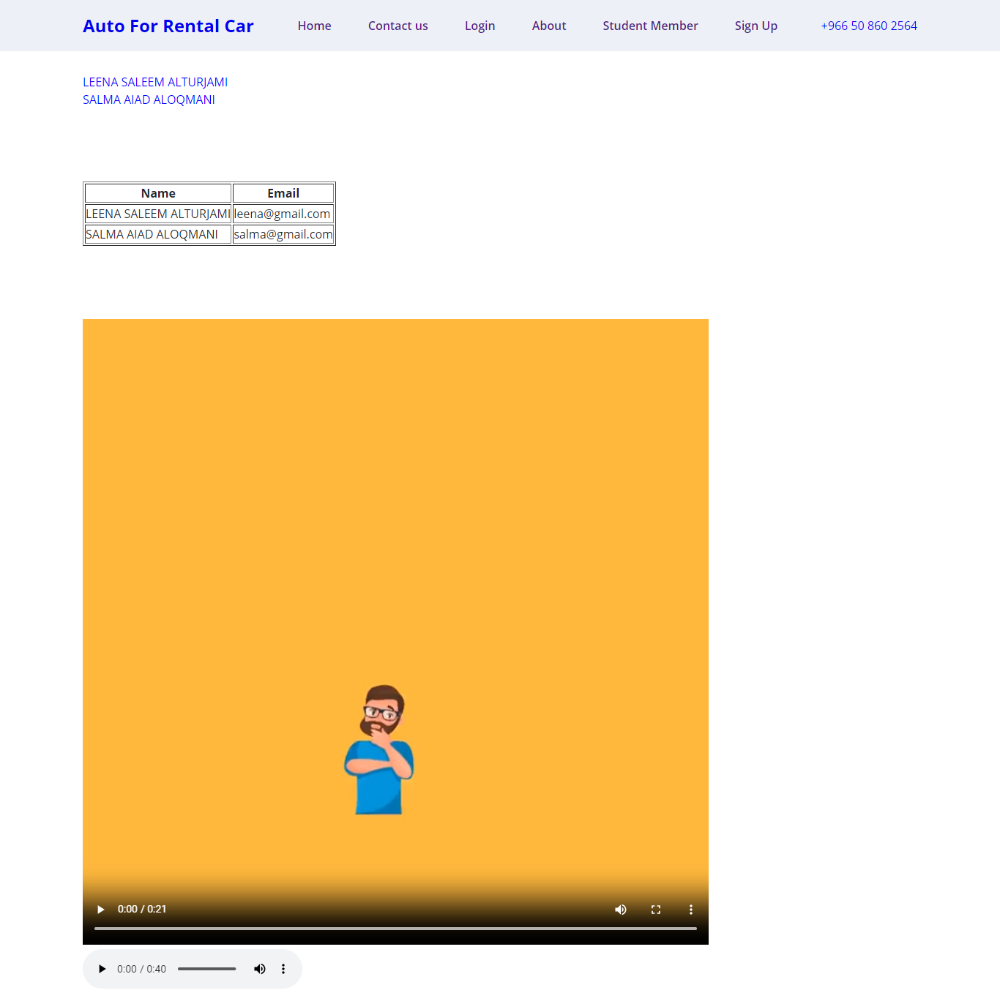 Auto For Rental Car Home Contact us Login About Student Member Sign Up +966 50 860 2564
LEENA SALEEM ALTURJAMI
SALMA AIAD ALOQMANI
Name Email
LEENA SALEEM ALTURJAMI leena@gmail.com
SALMA AIAD ALOQMANI salma@gmail.com
0:00 / 0:21
0:00 / 0:40